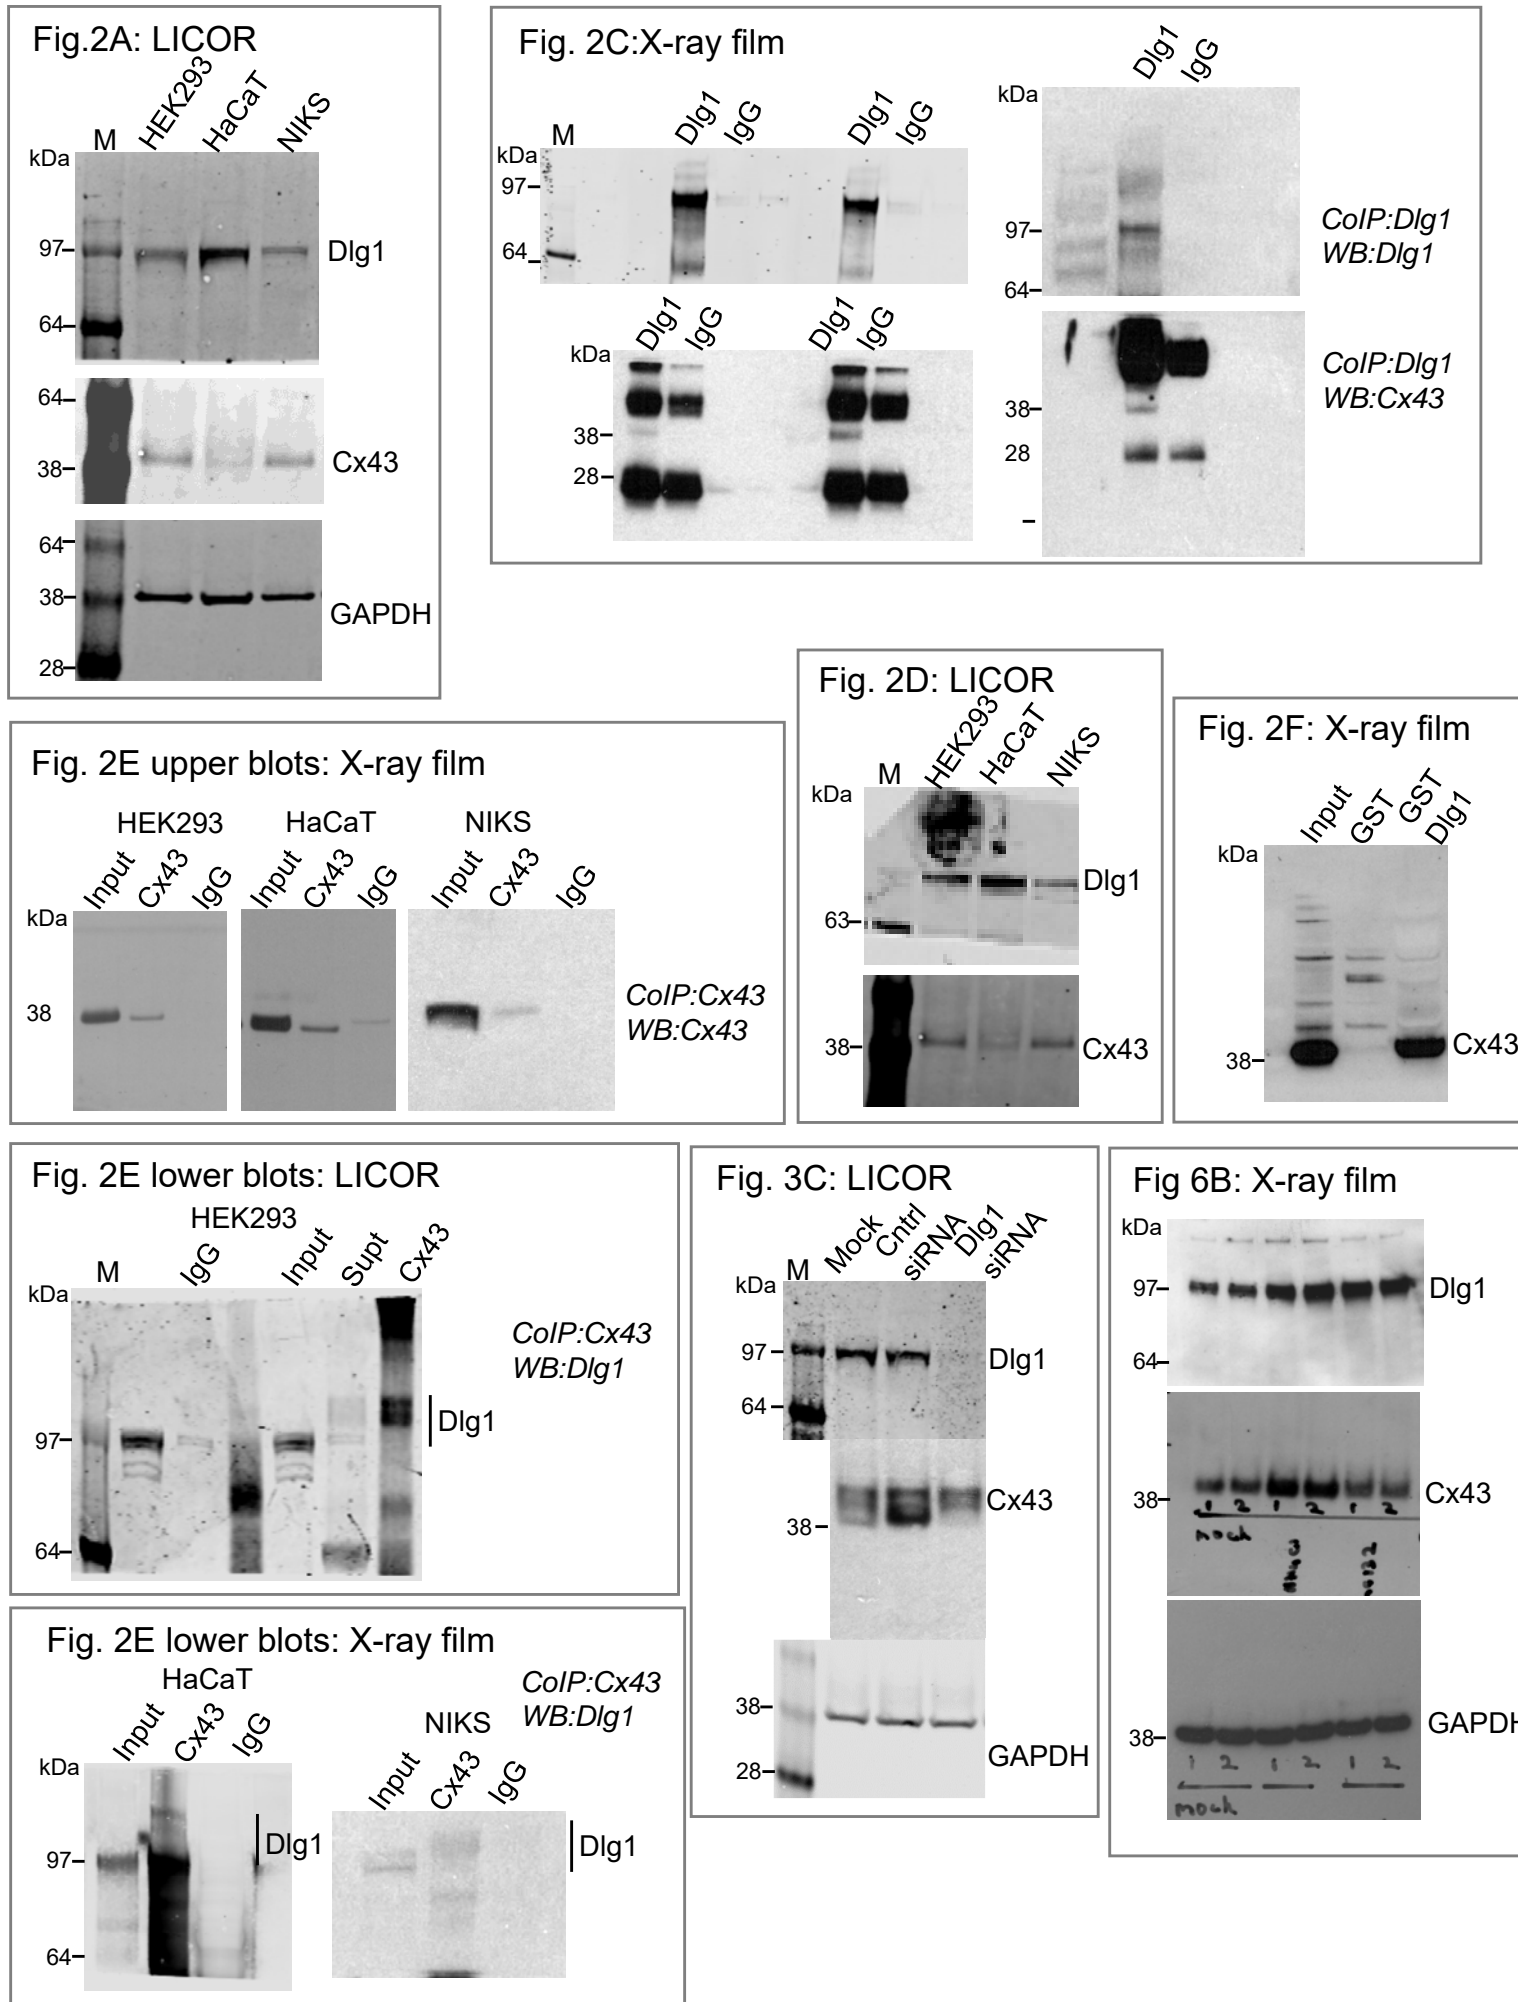 Fig.2A: LICOR
HEK293
HaCaT
NIKS
M
kDa
97
Dlg1
64
64
38
Cx43
64
38
GAPDH
28
Fig. 2C:X-ray film
Dlg1
IgG
Dlg1
IgG
M
kDa
97
64
Dlg1
IgG
Dlg1
IgG
kDa
38
28
Dlg1
IgG
kDa
97
64
CoIP:Dlg1
WB:Dlg1
38
28
CoIP:Dlg1
WB:Cx43
Fig. 2E upper blots: X-ray film
HEK293
HaCaT
NIKS
Input
Cx43
IgG
Input
Cx43
IgG
Input
Cx43
IgG
kDa
38
CoIP:Cx43
WB:Cx43
Fig. 2D: LICOR
HEK293
HaCaT
NIKS
M
kDa
Dlg1
63
38
Cx43
Fig. 2F: X-ray film
Input
GST
GST
Dlg1
kDa
38
Cx43
Fig. 2E lower blots: LICOR
HEK293
M
IgG
Input
Supt
Cx43
kDa
CoIP:Cx43
WB:Dlg1
Dlg1
97
64
Fig. 3C: LICOR
Mock
Cntrl
siRNA
Dlg1
siRNA
M
kDa
97
Dlg1
64
Cx43
38
38
GAPDH
28
Fig 6B: X-ray film
kDa
97
Dlg1
64
Cx43
38
1 2 1 2 1 2
mock
38
GAPDH
1 2 1 2 1 2
mock
Fig. 2E lower blots: X-ray film
HaCaT
CoIP:Cx43
WB:Dlg1
NIKS
Input
Cx43
IgG
Input
Cx43
IgG
kDa
Dlg1
Dlg1
97
64